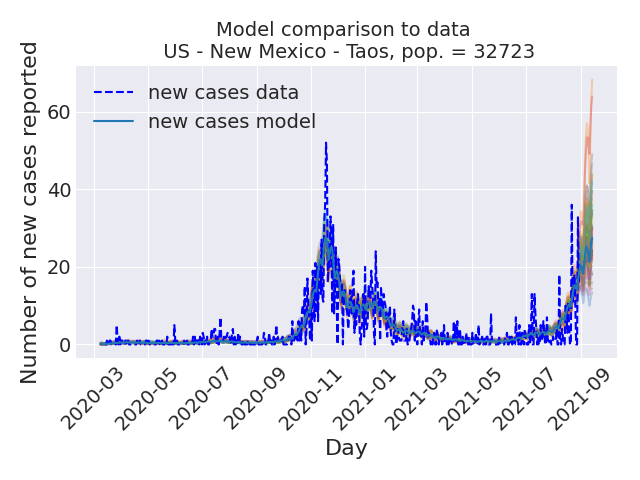 Model comparison to data
US - New Mexico - Taos, pop. = 32723
new cases data
new cases model
Number of new cases reported
60
40
20
0
2020-03
2020-05
2020-07
2020-09
2020-11
2021-01
2021-03
2021-05
2021-07
2021-09
Day